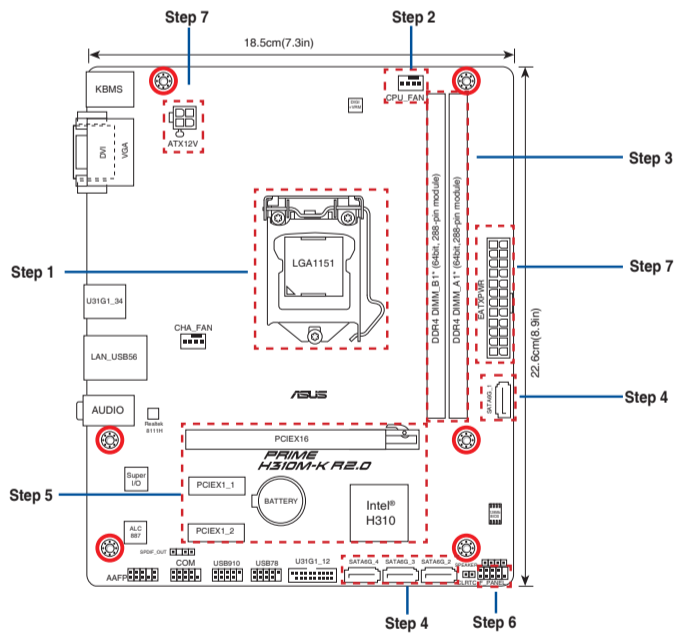 Step 7
Step 2
18.5cm(7.3in)
KBMS
CPU_FAN
DIGI
+VRM
ATX12V
DVI
VGA
Step 3
DDR4 DIMM_B1* (64bit, 288-pin module)
DDR4 DIMM_A1* (64bit, 288-pin module)
Step 1
LGA1151
EATXPWR
Step 7
22.6cm(8.9in)
U31G1_34
CHA_FAN
LAN_USB56
SATA6G_1
Step 4
ASUS
AUDIO
Realtek
8111H
PCIEX16
PRIME
H310M-K R2.0
Super
I/O
PCIEX1_1
BATTERY
Step 5
Intel®
H310
ALC
887
PCIEX1_2
SPDIF_OUT
AAFP
COM
USB910
USB78
U31G1_12
SATA6G_4
SATA6G_3
SATA6G_2
SPEAKER
CLRTC
PANEL
Step 4
Step 6